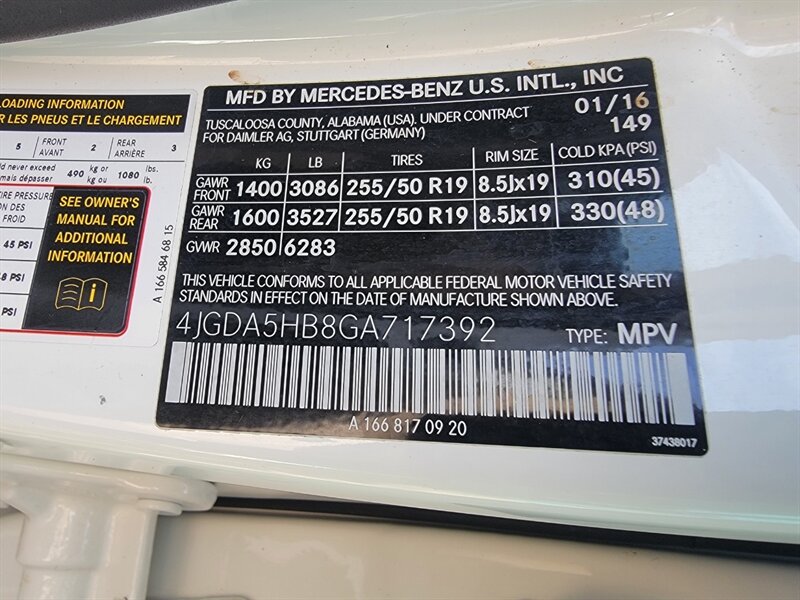 LOADING INFORMATION
R LES PNEUS ET LE CHARGEMENT
5 FRONT AVANT 2 REAR ARRIÈRE 3
never exceed 490 kg or 1080 lbs.
dépasser kg ou lb.
TIRE PRESSURE
DES
FROID
45 PSI
PSI
PSI
SEE OWNER'S
MANUAL FOR
ADDITIONAL
INFORMATION
A 166 584 68 15
MFD BY MERCEDES-BENZ U.S. INTL., INC
TUSCALOOSA COUNTY, ALABAMA (USA). UNDER CONTRACT 01/16
FOR DAIMLER AG, STUTTGART (GERMANY) 149
KG LB TIRES RIM SIZE COLD KPA(PSI)
GAWR FRONT 1400 3086 255/50 R19 8.5Jx19 310(45)
GAWR REAR 1600 3527 255/50 R19 8.5Jx19 330(48)
GVWR 2850 6283
THIS VEHICLE CONFORMS TO ALL APPLICABLE FEDERAL MOTOR VEHICLE SAFETY
STANDARDS IN EFFECT ON THE DATE OF MANUFACTURE SHOWN ABOVE.
4JGDA5HB8GA717392 TYPE: MPV
A 166 817 09 20
37438017